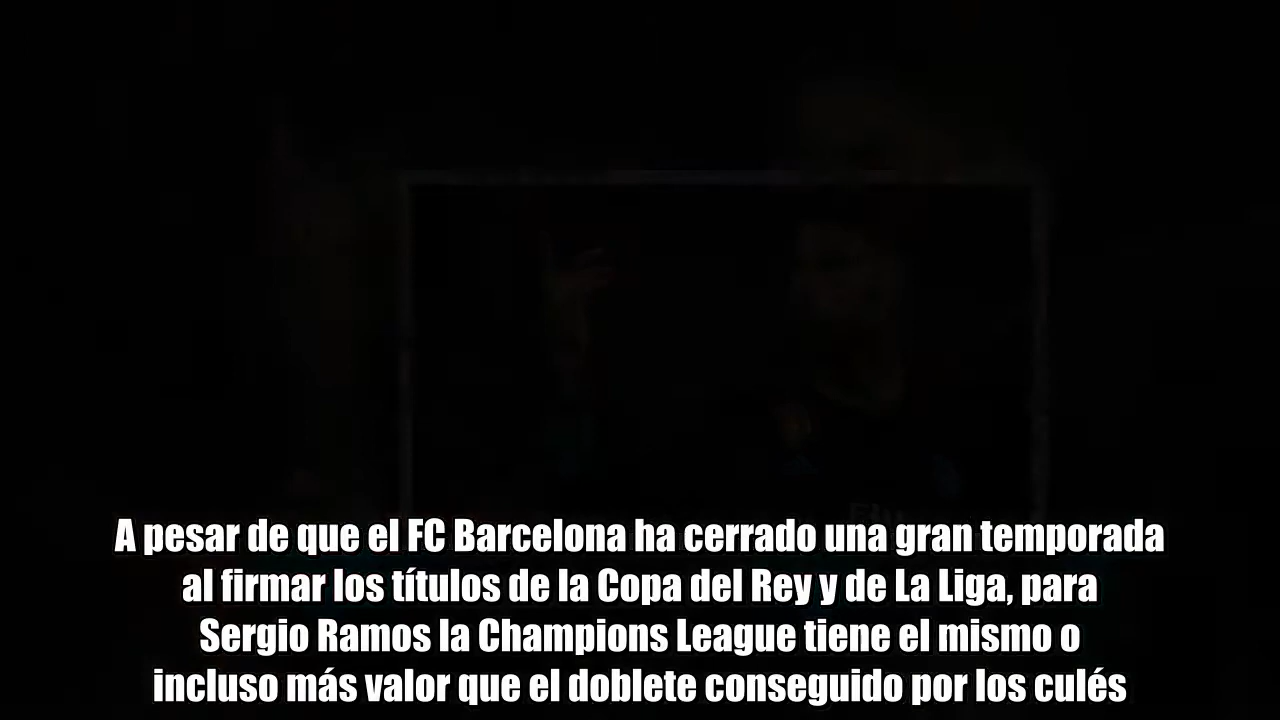 A pesar de que el FC Barcelona ha cerrado una gran temporada
al firmar los títulos de la Copa del Rey y de La Liga, para
Sergio Ramos la Champions League tiene el mismo o
incluso más valor que el doblete conseguido por los culés